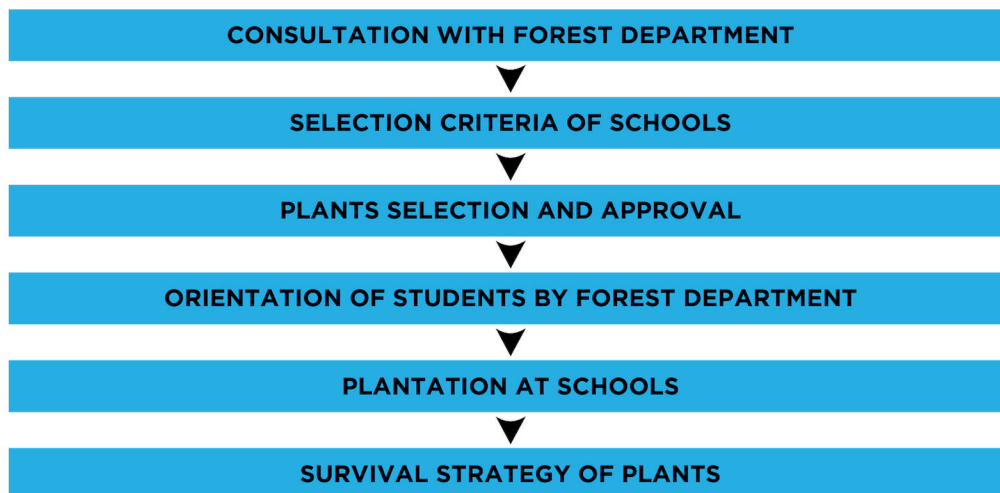 CONSULTATION WITH FOREST DEPARTMENT
SELECTION CRITERIA OF SCHOOLS
PLANTS SELECTION AND APPROVAL
ORIENTATION OF STUDENTS BY FOREST DEPARTMENT
PLANTATION AT SCHOOLS
SURVIVAL STRATEGY OF PLANTS